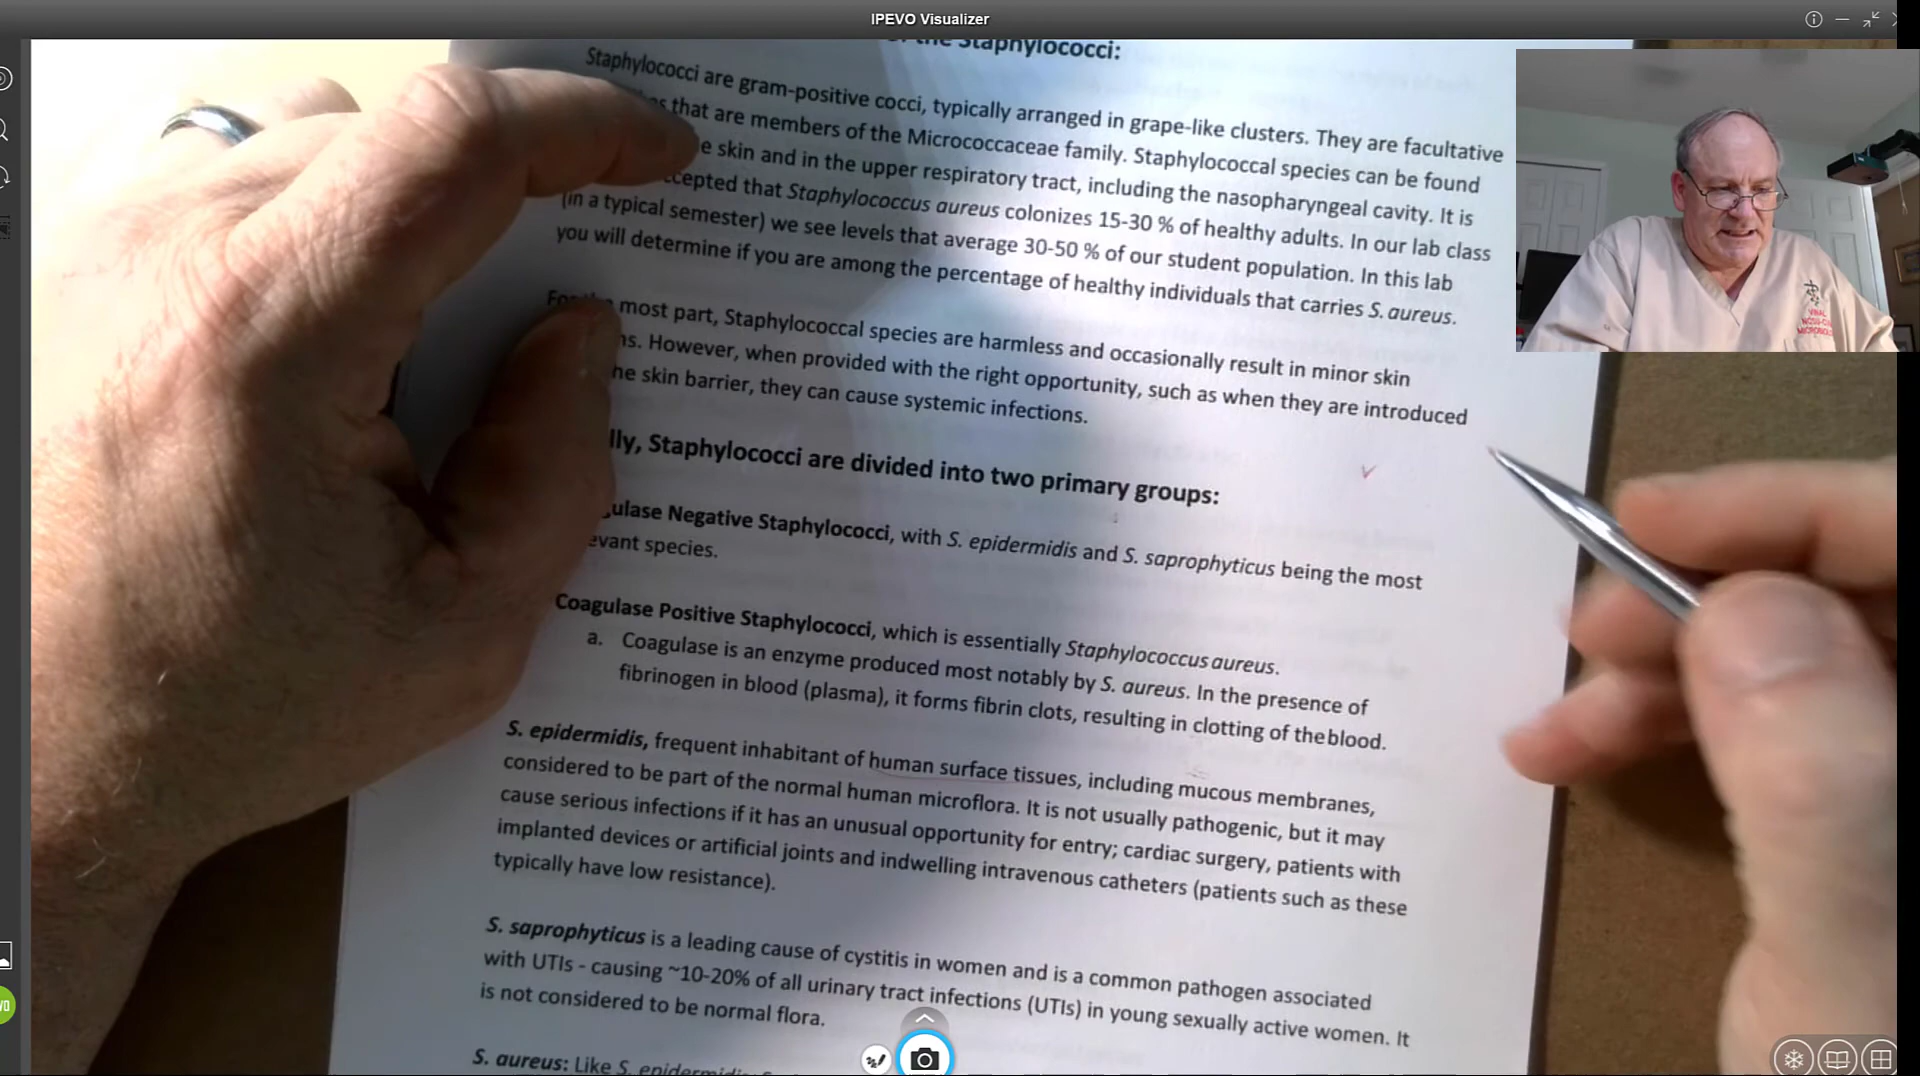 IPEVO Visualizer
the Staphylococci:
Staphylococci are gram-positive cocci, typically arranged in grape-like clusters. They are facultative
that are members of the Micrococcaceae family. Staphylococcal species can be found
skin and in the upper respiratory tract, including the nasopharyngeal cavity. It is
ccepted that Staphylococcus aureus colonizes 15-30 % of healthy adults. In our lab class
(in a typical semester) we see levels that average 30-50 % of our student population. In this lab
you will determine if you are among the percentage of healthy individuals that carries S. aureus.
For the most part, Staphylococcal species are harmless and occasionally result in minor skin
ns. However, when provided with the right opportunity, such as when they are introduced
he skin barrier, they can cause systemic infections.
lly, Staphylococci are divided into two primary groups:
gulase Negative Staphylococci, with S. epidermidis and S. saprophyticus being the most
evant species.
Coagulase Positive Staphylococci, which is essentially Staphylococcus aureus.
a. Coagulase is an enzyme produced most notably by S. aureus. In the presence of
fibrinogen in blood (plasma), it forms fibrin clots, resulting in clotting of the blood.
S. epidermidis, frequent inhabitant of human surface tissues, including mucous membranes,
considered to be part of the normal human microflora. It is not usually pathogenic, but it may
cause serious infections if it has an unusual opportunity for entry; cardiac surgery, patients with
implanted devices or artificial joints and indwelling intravenous catheters (patients such as these
typically have low resistance).
S. saprophyticus is a leading cause of cystitis in women and is a common pathogen associated
with UTIs - causing ~10-20% of all urinary tract infections (UTIs) in young sexually active women. It
is not considered to be normal flora.
S. aureus: Like S. epidermidis